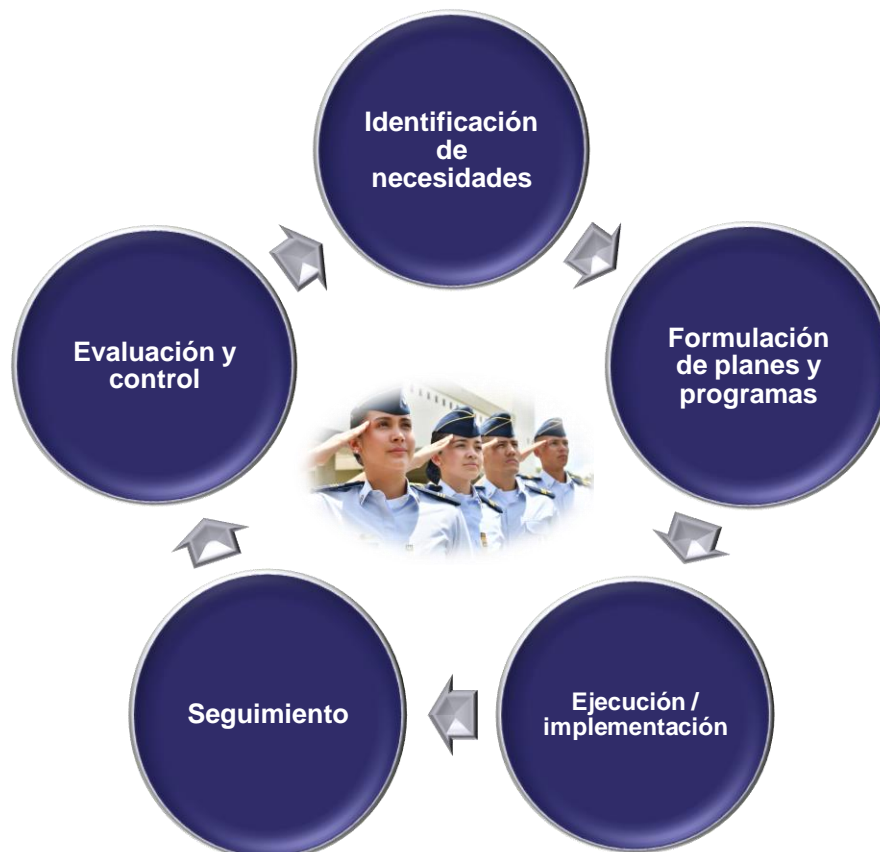 Identificación
de
necesidades
Formulación
de planes y
programas
Ejecución /
implementación
Seguimiento
Evaluación y
control